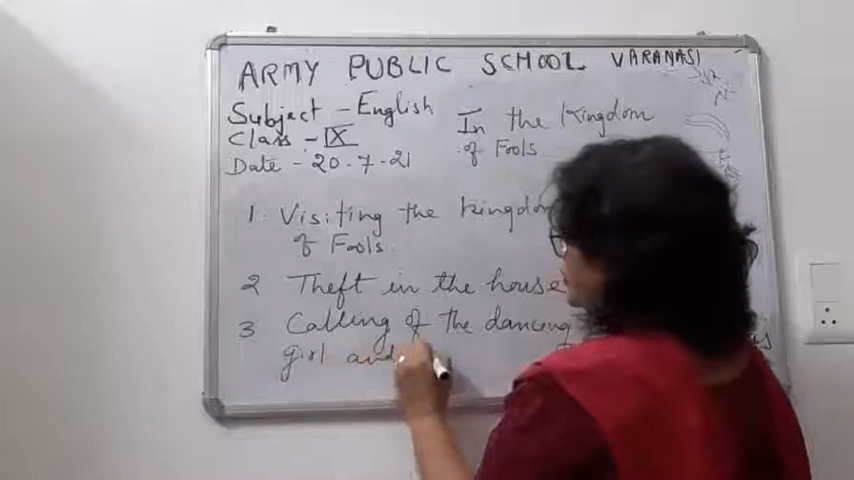 ARMY PUBLIC SCHOOL VARANASI
Subject - English
Class - IX
Date - 20.7.21
In the Kingdom
of Fools
1. Visiting the Kingdom
of Fools.
2 Theft in the house
3 Calling of the dancing
girl and